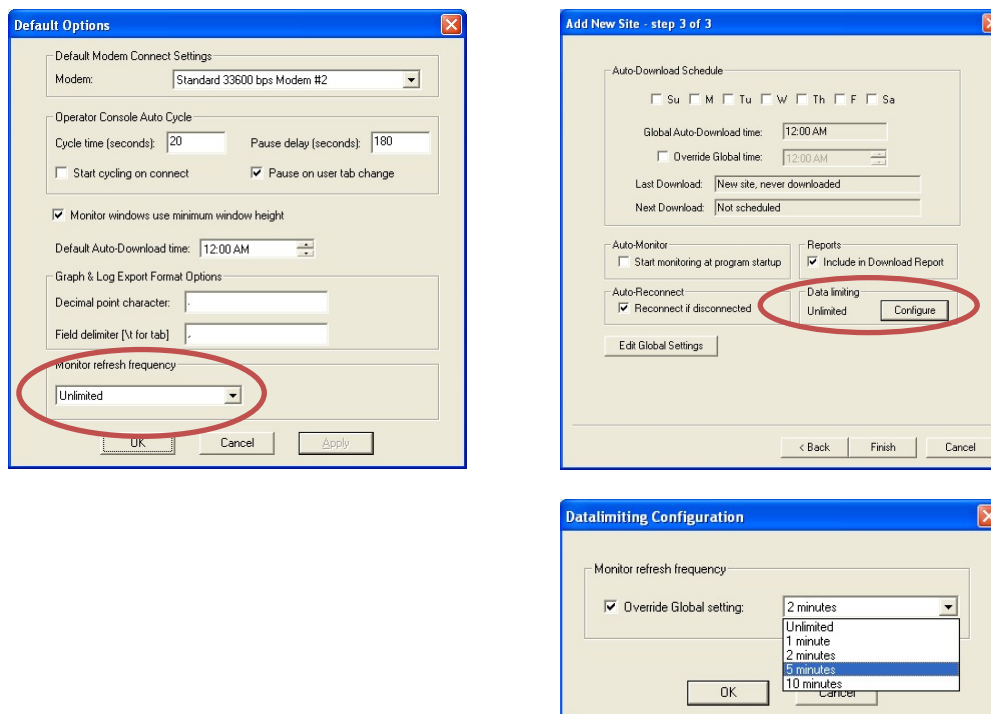 Default Options
Default Modem Connect Settings
Modem: Standard 33600 bps Modem #2
Operator Console Auto Cycle
Cycle time (seconds): 20 Pause delay (seconds): 180
Start cycling on connect Pause on user tab change
Monitor windows use minimum window height
Default Auto-Download time: 12:00 AM
Graph & Log Export Format Options
Decimal point character: .
Field delimiter [\t for tab] ,
Monitor refresh frequency
Unlimited
OK Cancel Apply
Add New Site - step 3 of 3
Auto-Download Schedule
Su M Tu W Th F Sa
Global Auto-Download time: 12:00 AM
Override Global time: 12:00 AM
Last Download: New site, never downloaded
Next Download: Not scheduled
Auto-Monitor
Start monitoring at program startup
Reports
Include in Download Report
Auto-Reconnect
Reconnect if disconnected
Data limiting
Unlimited Configure
Edit Global Settings
< Back Finish Cancel
Datalimiting Configuration
Monitor refresh frequency
Override Global setting: 2 minutes
Unlimited
1 minute
2 minutes
5 minutes
10 minutes
OK Cancel